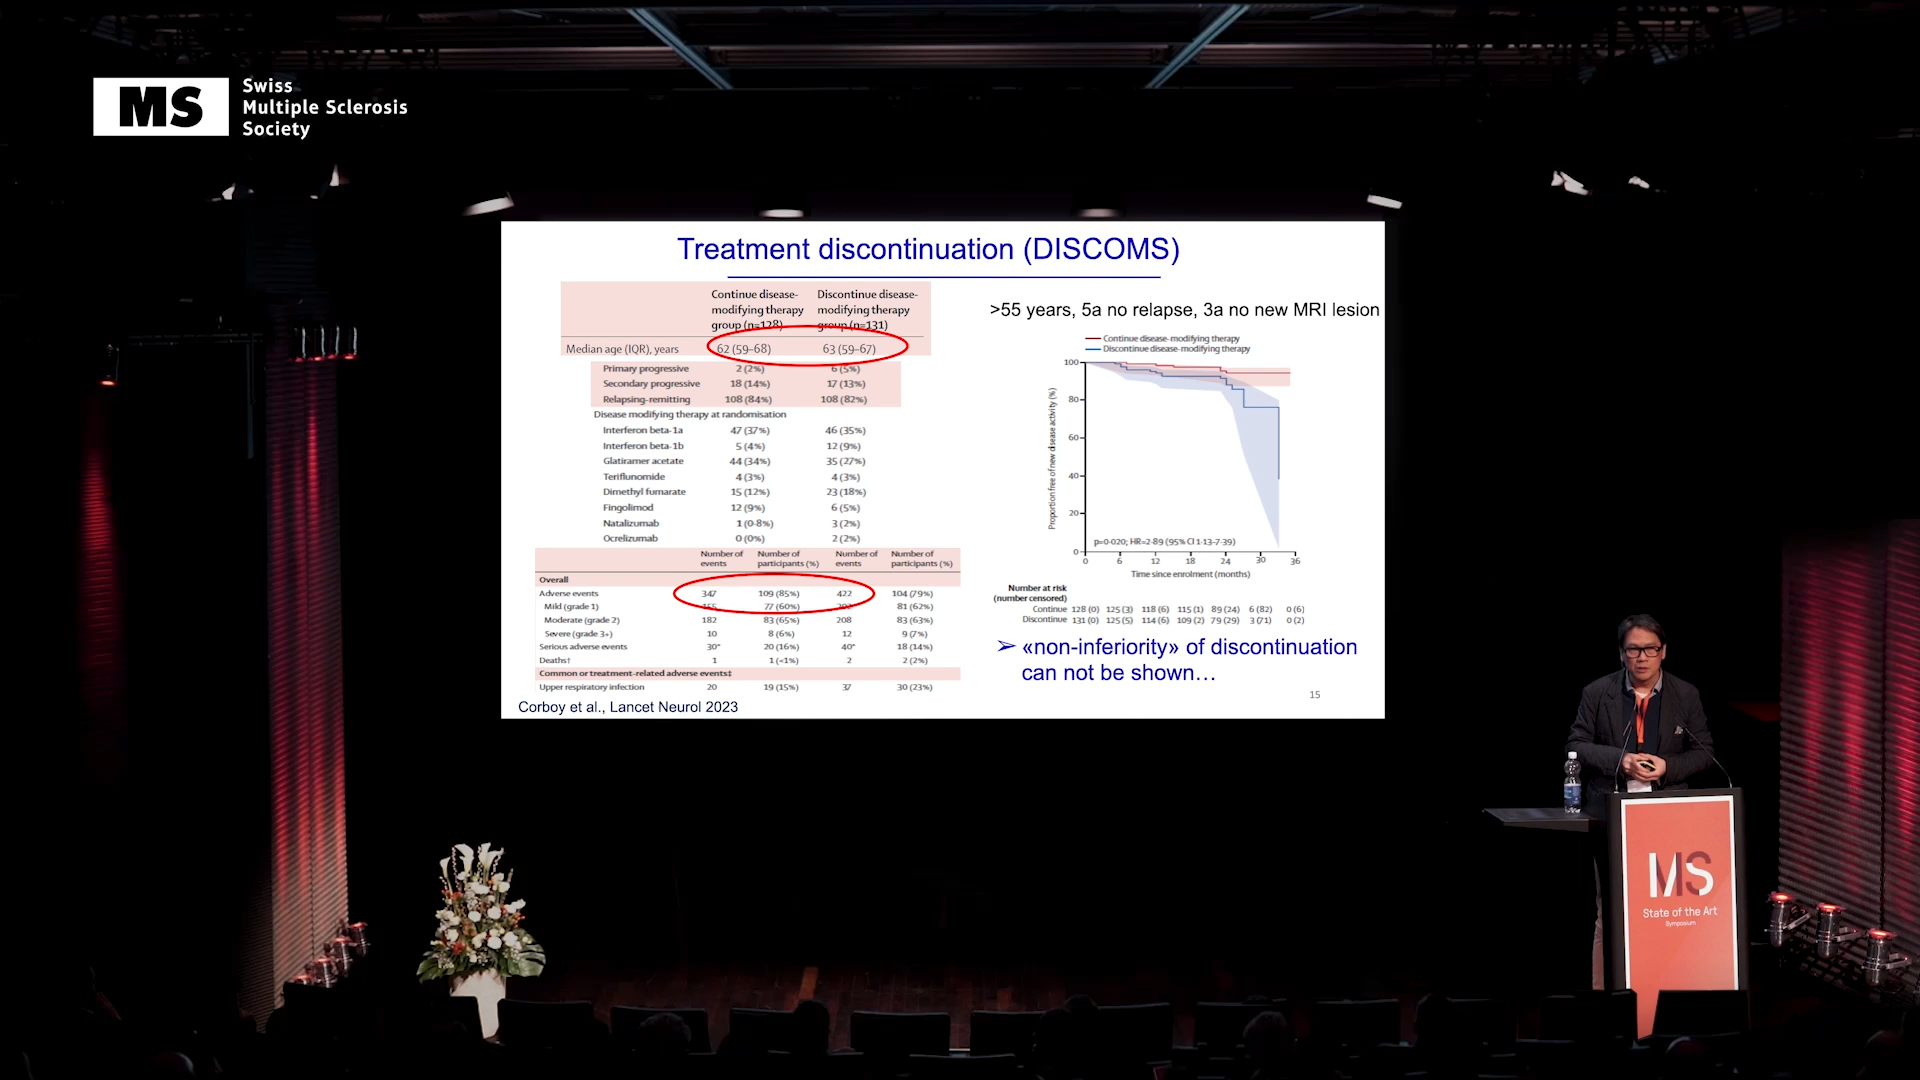 MS
Swiss
Multiple Sclerosis
Society
Treatment discontinuation (DISCOMS)
Continue disease-modifying therapy group (n=128) Discontinue disease-modifying therapy group (n=131)
Median age (IQR), years 62 (59–68) 63 (59–67)
Primary progressive 2 (2%) 6 (5%)
Secondary progressive 18 (14%) 17 (13%)
Relapsing-remitting 108 (84%) 108 (82%)
Disease modifying therapy at randomisation
Interferon beta-1a 47 (37%) 46 (35%)
Interferon beta-1b 5 (4%) 12 (9%)
Glatiramer acetate 44 (34%) 35 (27%)
Teriflunomide 4 (3%) 4 (3%)
Dimethyl fumarate 15 (12%) 23 (18%)
Fingolimod 12 (9%) 6 (5%)
Natalizumab 1 (0·8%) 3 (2%)
Ocrelizumab 0 (0%) 2 (2%)
Number of events Number of participants (%) Number of events Number of participants (%)
Overall
Adverse events 347 109 (85%) 422 104 (79%)
Mild (grade 1) 77 (60%) 81 (62%)
Moderate (grade 2) 182 83 (65%) 208 83 (63%)
Severe (grade 3+) 10 8 (6%) 12 9 (7%)
Serious adverse events 30* 20 (16%) 40* 18 (14%)
Deaths† 1 1 (<1%) 2 2 (2%)
Common or treatment-related adverse events‡
Upper respiratory infection 20 19 (15%) 37 30 (23%)
Corboy et al., Lancet Neurol 2023
>55 years, 5a no relapse, 3a no new MRI lesion
Continue disease-modifying therapy
Discontinue disease-modifying therapy
Proportion free of new disease activity (%)
100
80
60
40
20
0
p=0·020; HR=2·89 (95% CI 1·13-7·39)
0 6 12 18 24 30 36
Time since enrolment (months)
Number at risk
(number censored)
Continue 128 (0) 125 (3) 118 (6) 115 (1) 89 (24) 6 (82) 0 (6)
Discontinue 131 (0) 125 (5) 114 (6) 109 (2) 79 (29) 3 (71) 0 (2)
➢ «non-inferiority» of discontinuation
can not be shown…
15
MS
State of the Art
Symposium